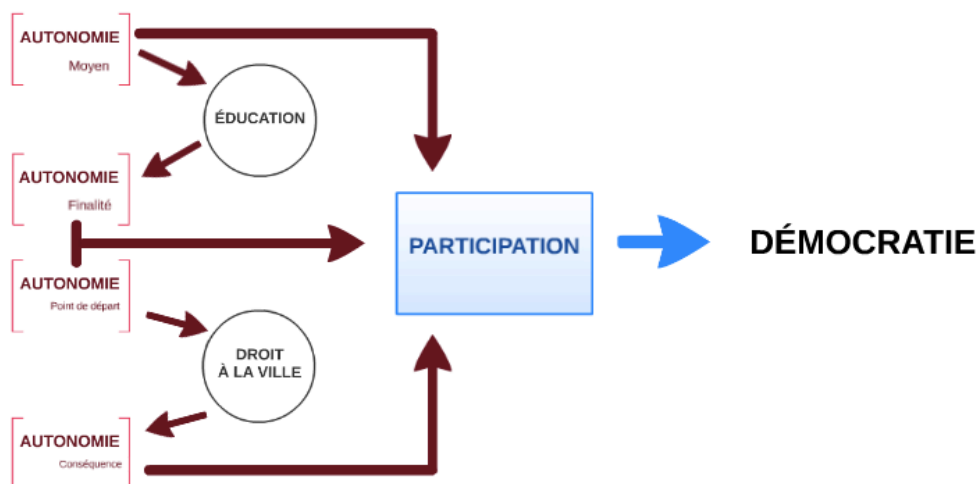 AUTONOMIE
Moyen
ÉDUCATION
AUTONOMIE
Finalité
PARTICIPATION
DÉMOCRATIE
AUTONOMIE
Point de départ
DROIT
À LA VILLE
AUTONOMIE
Conséquence